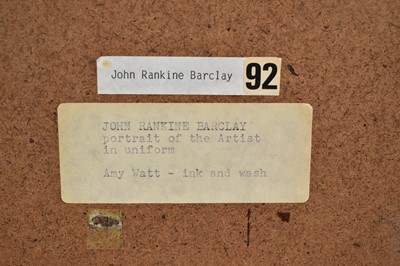 John Rankine Barclay 92
JOHN RANKINE BARCLAY
portrait of the Artist
in uniform
Amy Watt - ink and wash